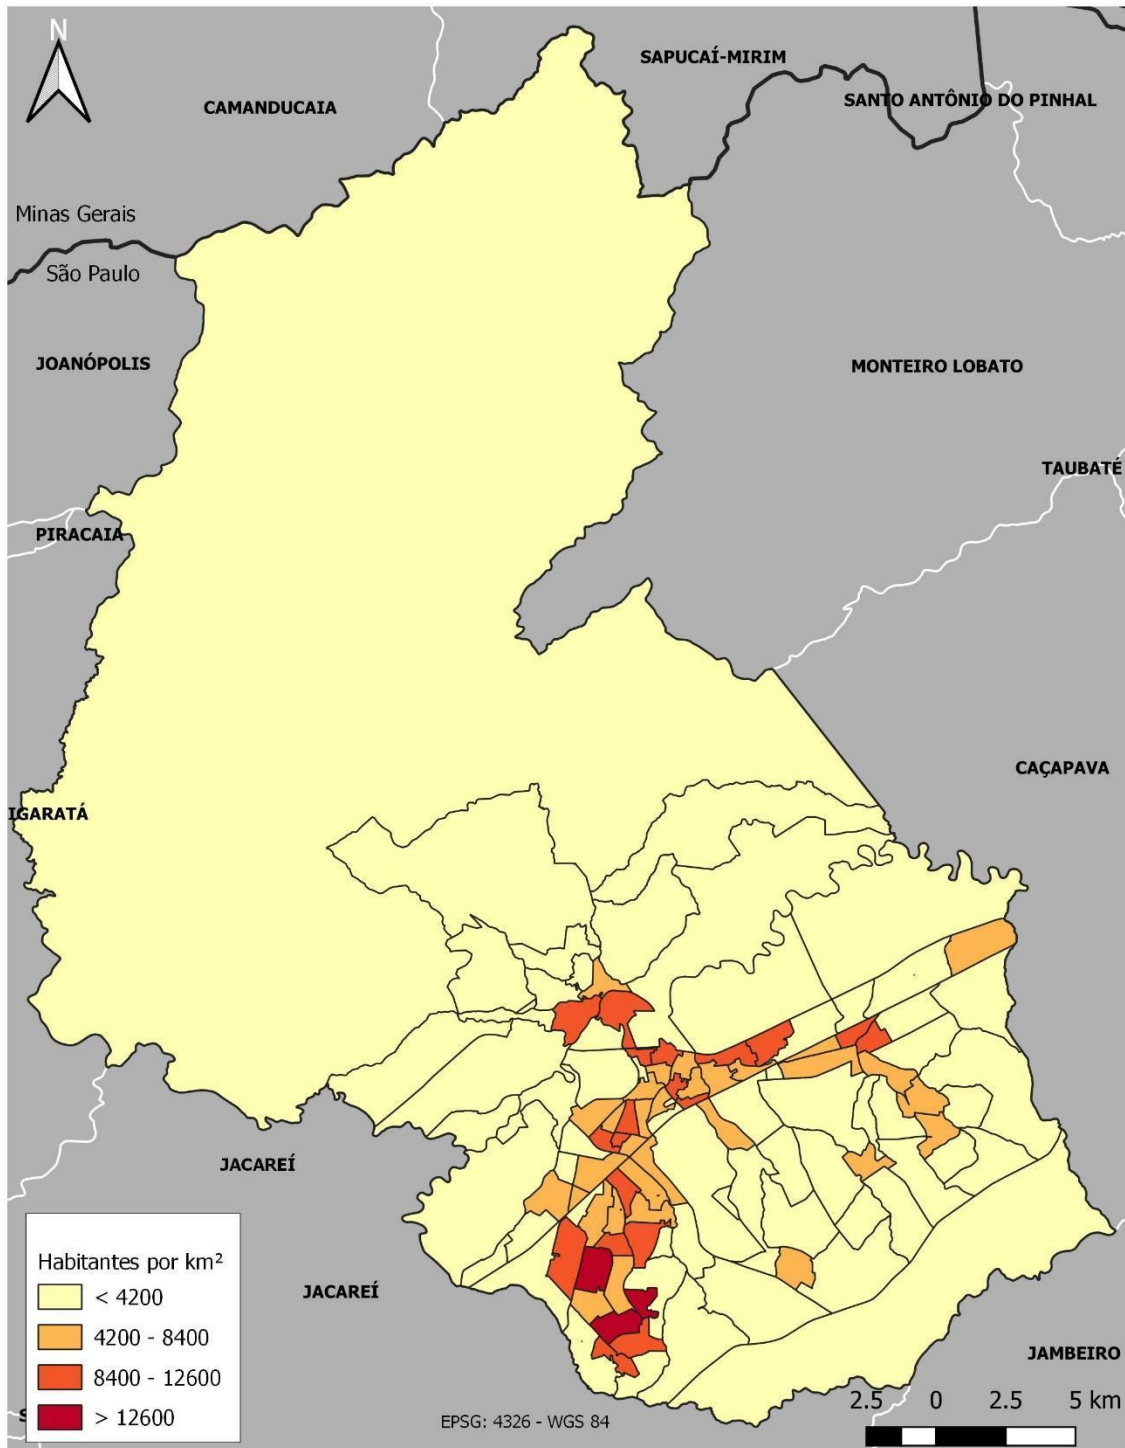 N
SAPUCAÍ-MIRIM
CAMANDUCAIA
SANTO ANTÔNIO DO PINHAL
Minas Gerais
São Paulo
JOANÓPOLIS
MONTEIRO LOBATO
TAUBATÉ
PIRACAIA
CAÇAPAVA
IGARATÁ
JACAREÍ
JACAREÍ
Habitantes por km²
< 4200
4200 - 8400
8400 - 12600
> 12600
JAMBEIRO
2.5 0 2.5 5 km
EPSG: 4326 - WGS 84